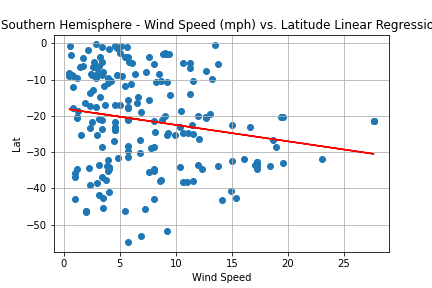 Southern Hemisphere - Wind Speed (mph) vs. Latitude Linear Regressio
0
−10
−20
−30
−40
−50
Lat
0 5 10 15 20 25
Wind Speed